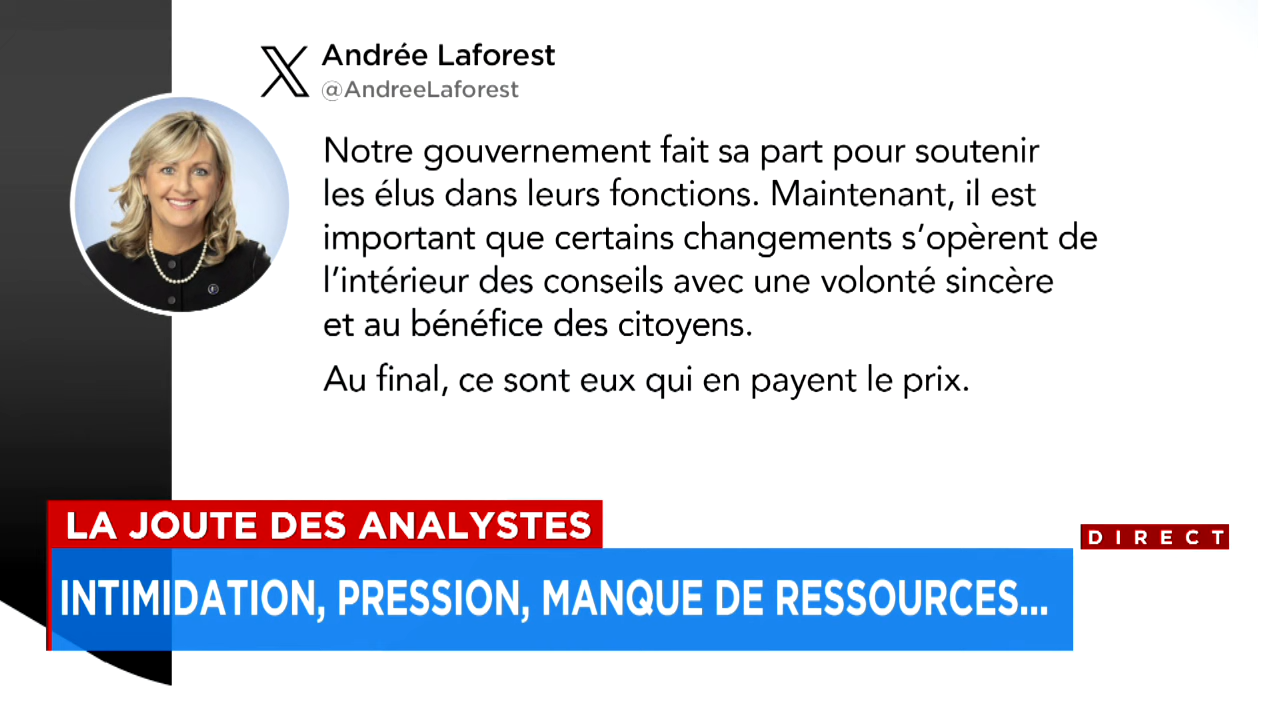 Andrée Laforest
@AndreeLaforest
Notre gouvernement fait sa part pour soutenir
les élus dans leurs fonctions. Maintenant, il est
important que certains changements s’opèrent de
l’intérieur des conseils avec une volonté sincère
et au bénéfice des citoyens.
Au final, ce sont eux qui en payent le prix.
LA JOUTE DES ANALYSTES
DIRECT
INTIMIDATION, PRESSION, MANQUE DE RESSOURCES...